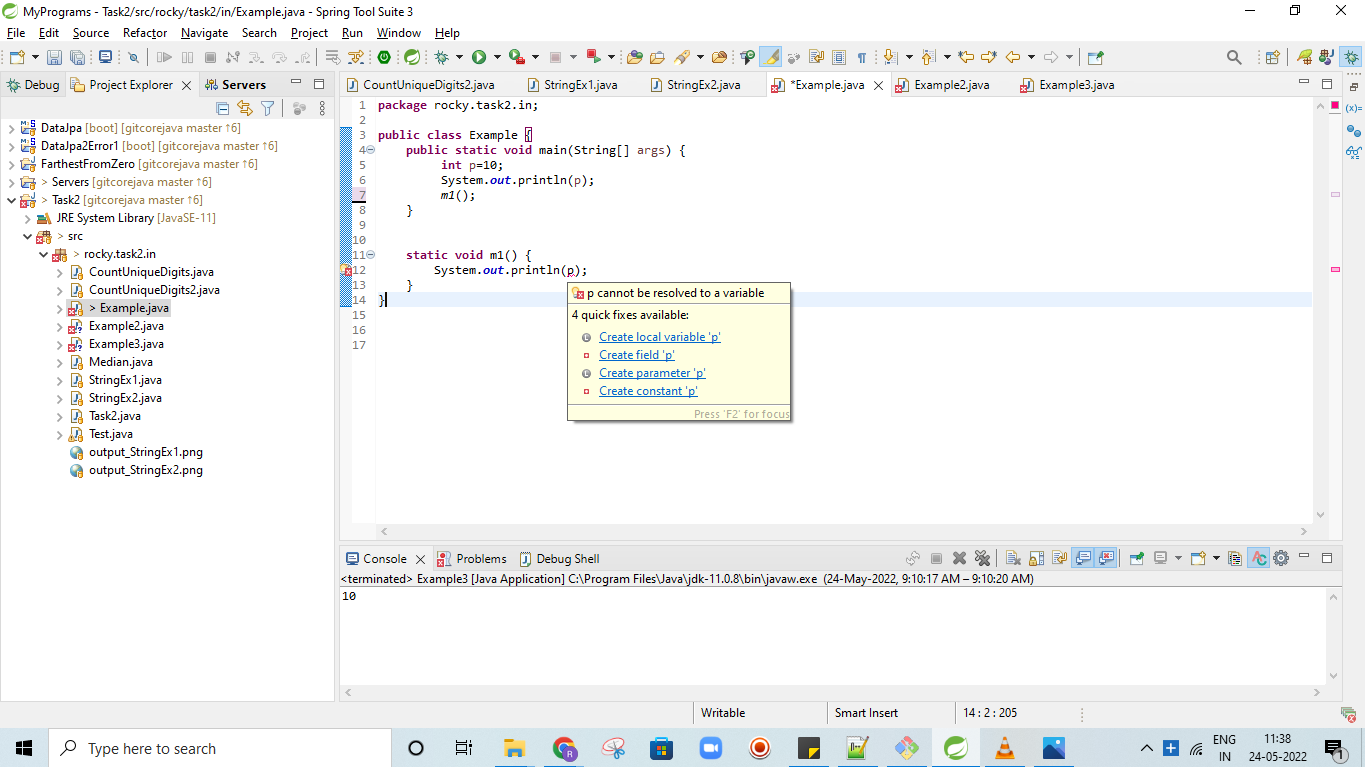 MyPrograms - Task2/src/rocky/task2/in/Example.java - Spring Tool Suite 3
File Edit Source Refactor Navigate Search Project Run Window Help
Debug Project Explorer Servers
DataJpa [boot] [gitcorejava master ↑6]
DataJpa2Error1 [boot] [gitcorejava master ↑6]
FarthestFromZero [gitcorejava master ↑6]
> Servers [gitcorejava master ↑6]
> Task2 [gitcorejava master ↑6]
JRE System Library [JavaSE-11]
> src
> rocky.task2.in
CountUniqueDigits.java
CountUniqueDigits2.java
> Example.java
Example2.java
Example3.java
Median.java
StringEx1.java
StringEx2.java
Task2.java
Test.java
output_StringEx1.png
output_StringEx2.png
CountUniqueDigits2.java StringEx1.java StringEx2.java *Example.java Example2.java Example3.java
1 package rocky.task2.in;
2
3 public class Example {
4 public static void main(String[] args) {
5 int p=10;
6 System.out.println(p);
7 m1();
8 }
9
10
11 static void m1() {
12 System.out.println(p);
13 }
14 }
15
16
17
p cannot be resolved to a variable
4 quick fixes available:
Create local variable 'p'
Create field 'p'
Create parameter 'p'
Create constant 'p'
Press 'F2' for focus
Console Problems Debug Shell
<terminated> Example3 [Java Application] C:\Program Files\Java\jdk-11.0.8\bin\javaw.exe (24-May-2022, 9:10:17 AM – 9:10:20 AM)
10
Writable Smart Insert 14 : 2 : 205
Type here to search
ENG
IN
11:38
24-05-2022
1